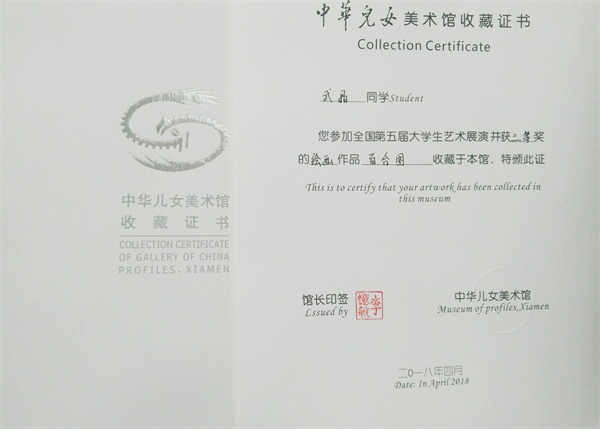 中华儿女美术馆
收藏证书
COLLECTION CERTIFICATE
OF GALLERY OF CHINA
PROFILES, XIAMEN
中華兒女美术馆收藏证书
Collection Certificate
武晶 同学Student
您参加全国第五届大学生艺术展演并获三等奖
的绘画作品 百合图 收藏于本馆，特颁此证
This is to certify that your artwork has been collected in
this museum
馆长印签
Lssued by
中华儿女美术馆
Museum of profiles,Xiamen
二〇一八年四月
Date: In April 2018